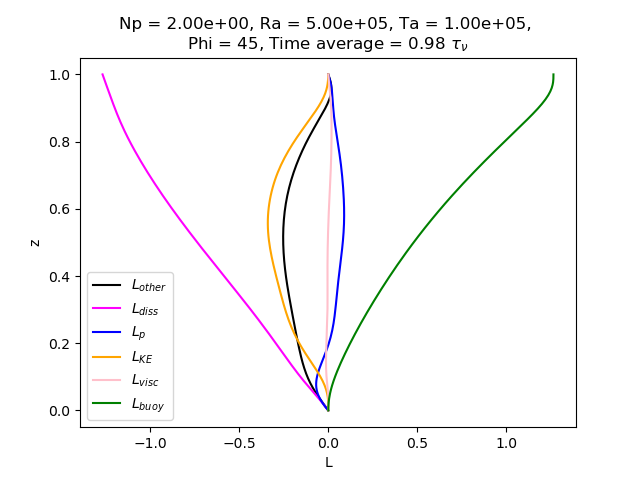 Np = 2.00e+00, Ra = 5.00e+05, Ta = 1.00e+05,
Phi = 45, Time average = 0.98 τ_ν
1.0
0.8
0.6
0.4
0.2
0.0
z
L_other
L_diss
L_p
L_KE
L_visc
L_buoy
−1.0
−0.5
0.0
0.5
1.0
L